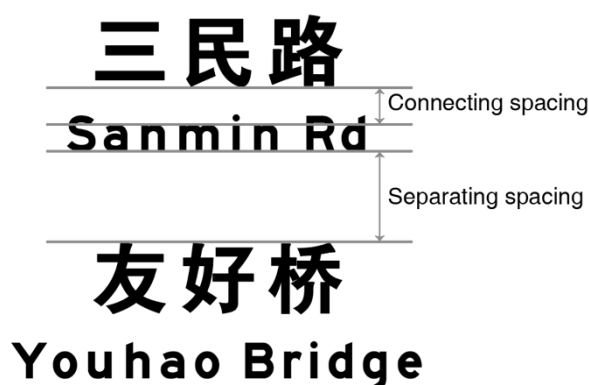 三民路
Connecting spacing
Sanmin Rd
Separating spacing
友好桥
Youhao Bridge